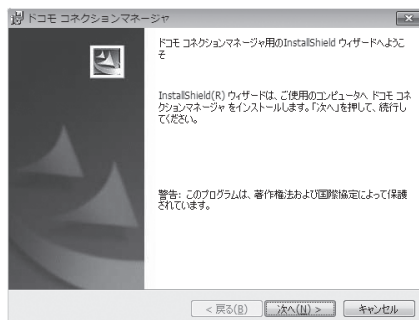 ドコモ コネクションマネージャ
ドコモ コネクションマネージャ用のInstallShield ウィザードへようこ
そ
InstallShield(R) ウィザードは、ご使用のコンピュータへ ドコモ コネ
クションマネージャ をインストールします。「次へ」を押して、続行し
てください。
警告: このプログラムは、著作権法および国際協定によって保護
されています。
< 戻る(B) 次へ(N) > キャンセル